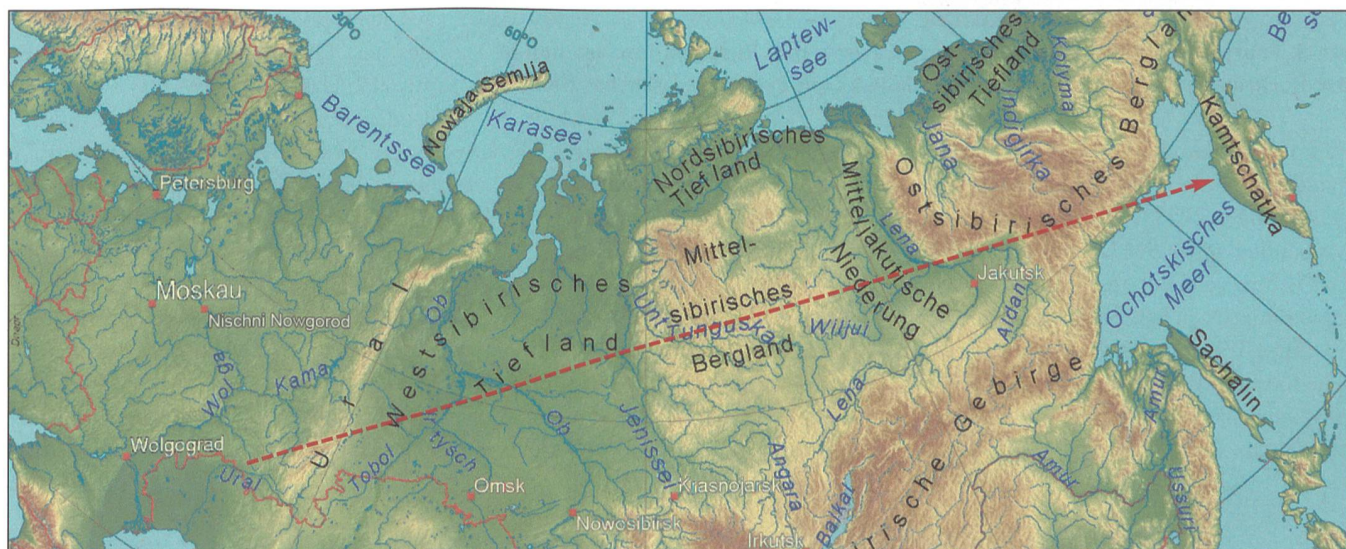 30°O
60°O
Laptew-
see
Nowaja Semlja
Barentssee
Karasee
Ost-
sibirisches
Tiefland
Jana
Indigirka
Kolyma
Kamtschatka
Petersburg
Nordsibirisches
Tiefland
Ostsibirisches Bergland
Moskau
Nischni Nowgorod
Wolga
Kama
Ural
Ob
Westsibirisches
Tiefland
Mittel-
sibirisches
Bergland
Unt.
Tunguska
Wiljui
Mitteljakutische
Niederung
Lena
Jakutsk
Aldan
Ochotskisches
Meer
Sachalin
Wolgograd
Ural
Tobol
Irtysch
Ob
Jenissei
Omsk
Nowosibirsk
Krasnojarsk
Angara
Irkutsk
Lena
Baikal
Gebirge
Amur
Amur
Ussuri